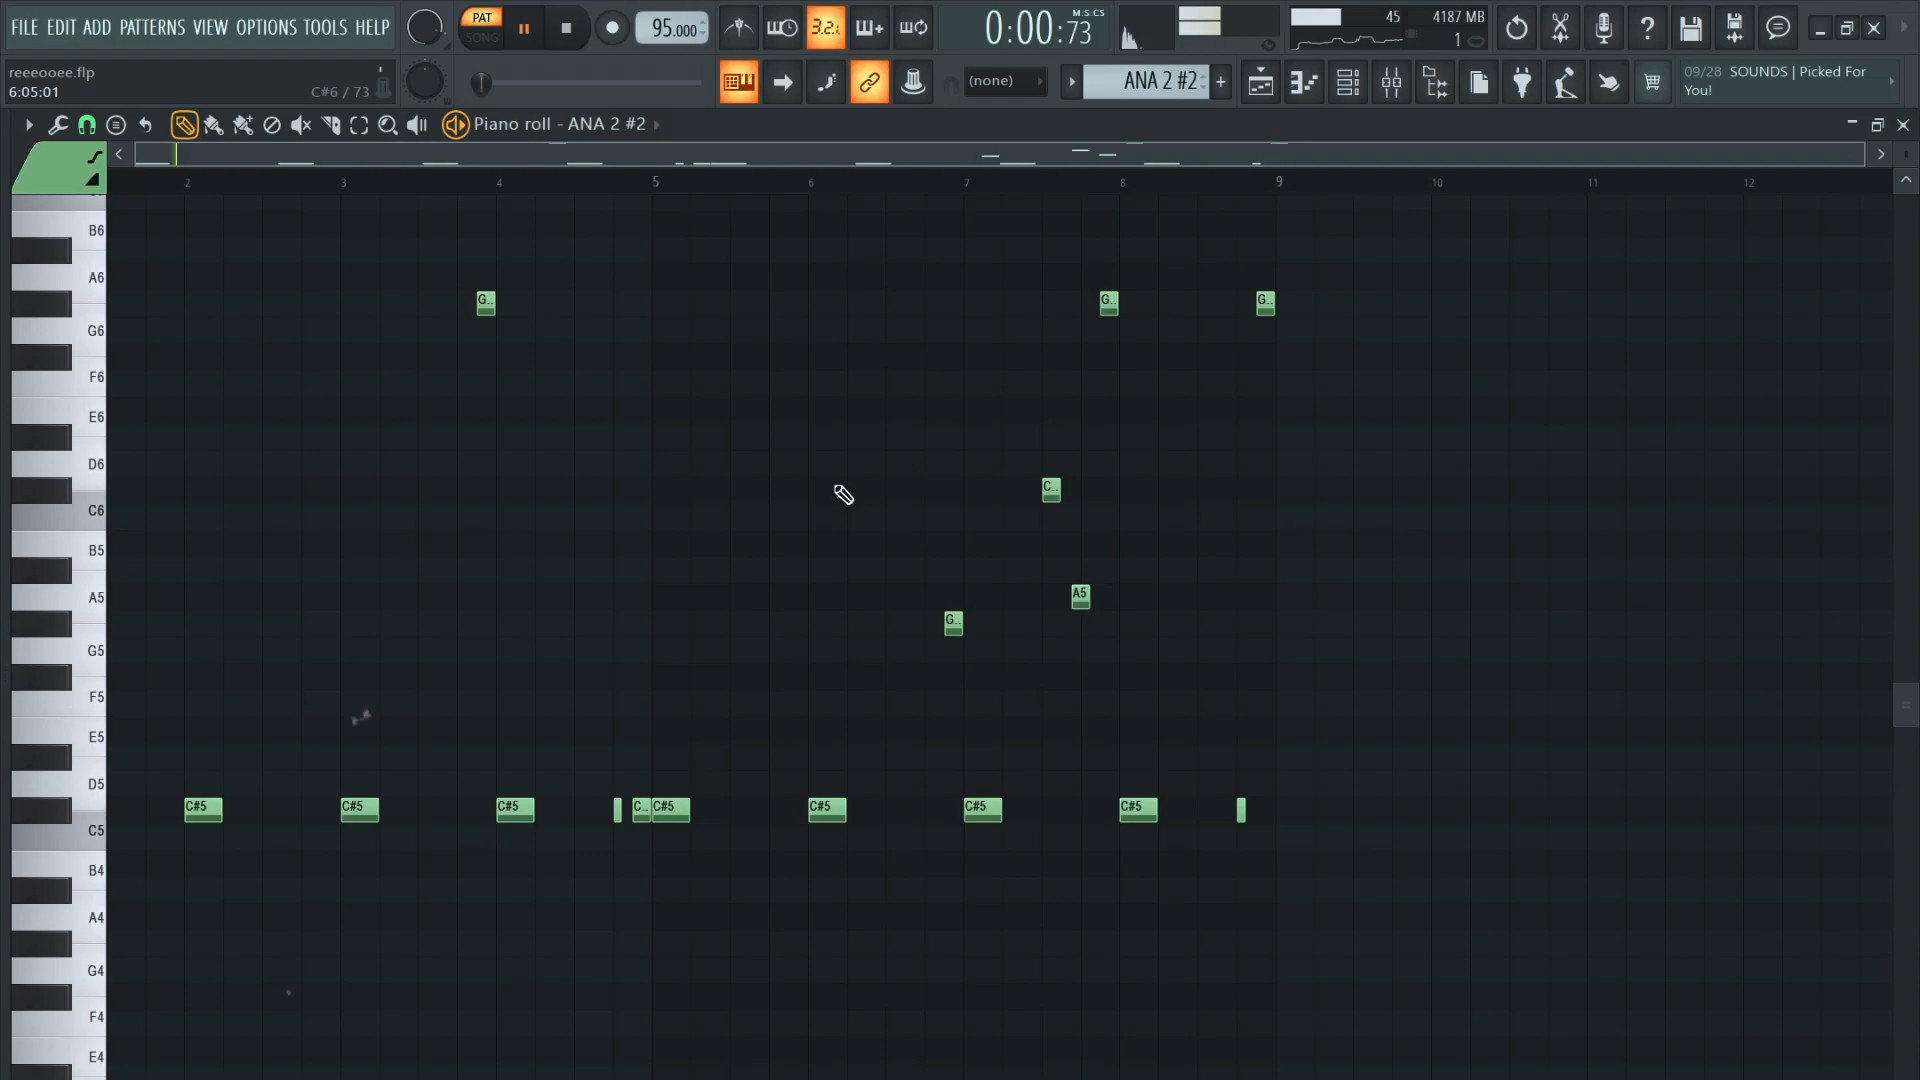 FILE EDIT ADD PATTERNS VIEW OPTIONS TOOLS HELP
PAT
SONG
95.000
3.2.
0:00:73
M:S:CS
45
4187 MB
1
reeeooee.flp
6:05:01
C#6 / 73
(none)
ANA 2 #2
09/28 SOUNDS | Picked For
You!
Piano roll - ANA 2 #2
2 3 4 5 6 7 8 9 10 11 12
B6
A6
G.. G.. G..
G6
F6
E6
D6
C..
C6
B5
A5 A5
G..
G5
F5
E5
D5
C#5 C#5 C#5 C.. C#5 C#5 C#5 C#5
C5
B4
A4
G4
F4
E4